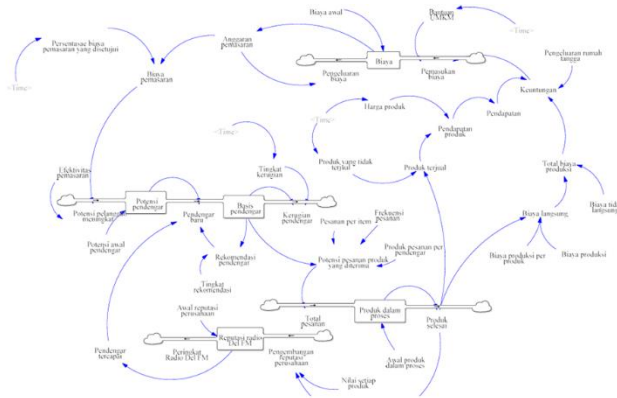 Biaya awal
Bantuan
UMKM
<Time>
Persentase biaya
pemasaran yang disetujui
Anggaran
pemasaran
Biaya
Pengeluaran rumah
tangga
Biaya
pemasaran
Pengeluaran
biaya
Pemasukan
biaya
Keuntungan
<Time>
<Time>
Harga produk
Pendapatan
Pendapatan
produk
<Time>
Efektivitas
pemasaran
Tingkat
kerugian
Produk yang tidak
terjual
Produk terjual
Total biaya
produksi
Potensi
pendengar
Basis
pendengar
Potensi pelanggan
meningkat
Pendengar
baru
Kerugian pendengar
Pesanan per item
Frekuensi
pesanan
Biaya langsung
Biaya tidak
langsung
Potensi awal
pendengar
Rekomendasi
pendengar
Potensi pesanan produk
yang diterima
Produk pesanan per
pendengar
Biaya produksi per
produk
Biaya produksi
Tingkat
rekomendasi
Awal reputasi
perusahaan
Total
pesanan
Produk dalam
proses
Produk
selesai
Pendengar
tercapai
Peringkat
Radio Del FM
Reputasi radio
Del FM
Pengembangan
reputasi
perusahaan
Awal produk
dalam proses
Nilai setiap
produk